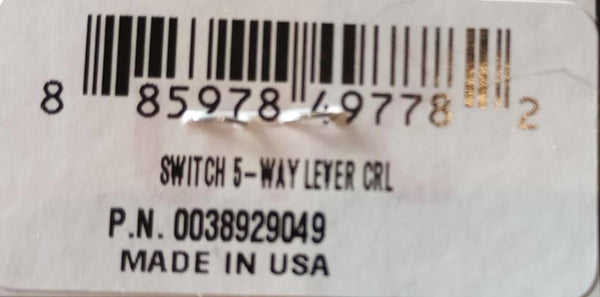 8 85978 49778 2
SWITCH 5-WAY LEVER CRL
P.N. 0038929049
MADE IN USA